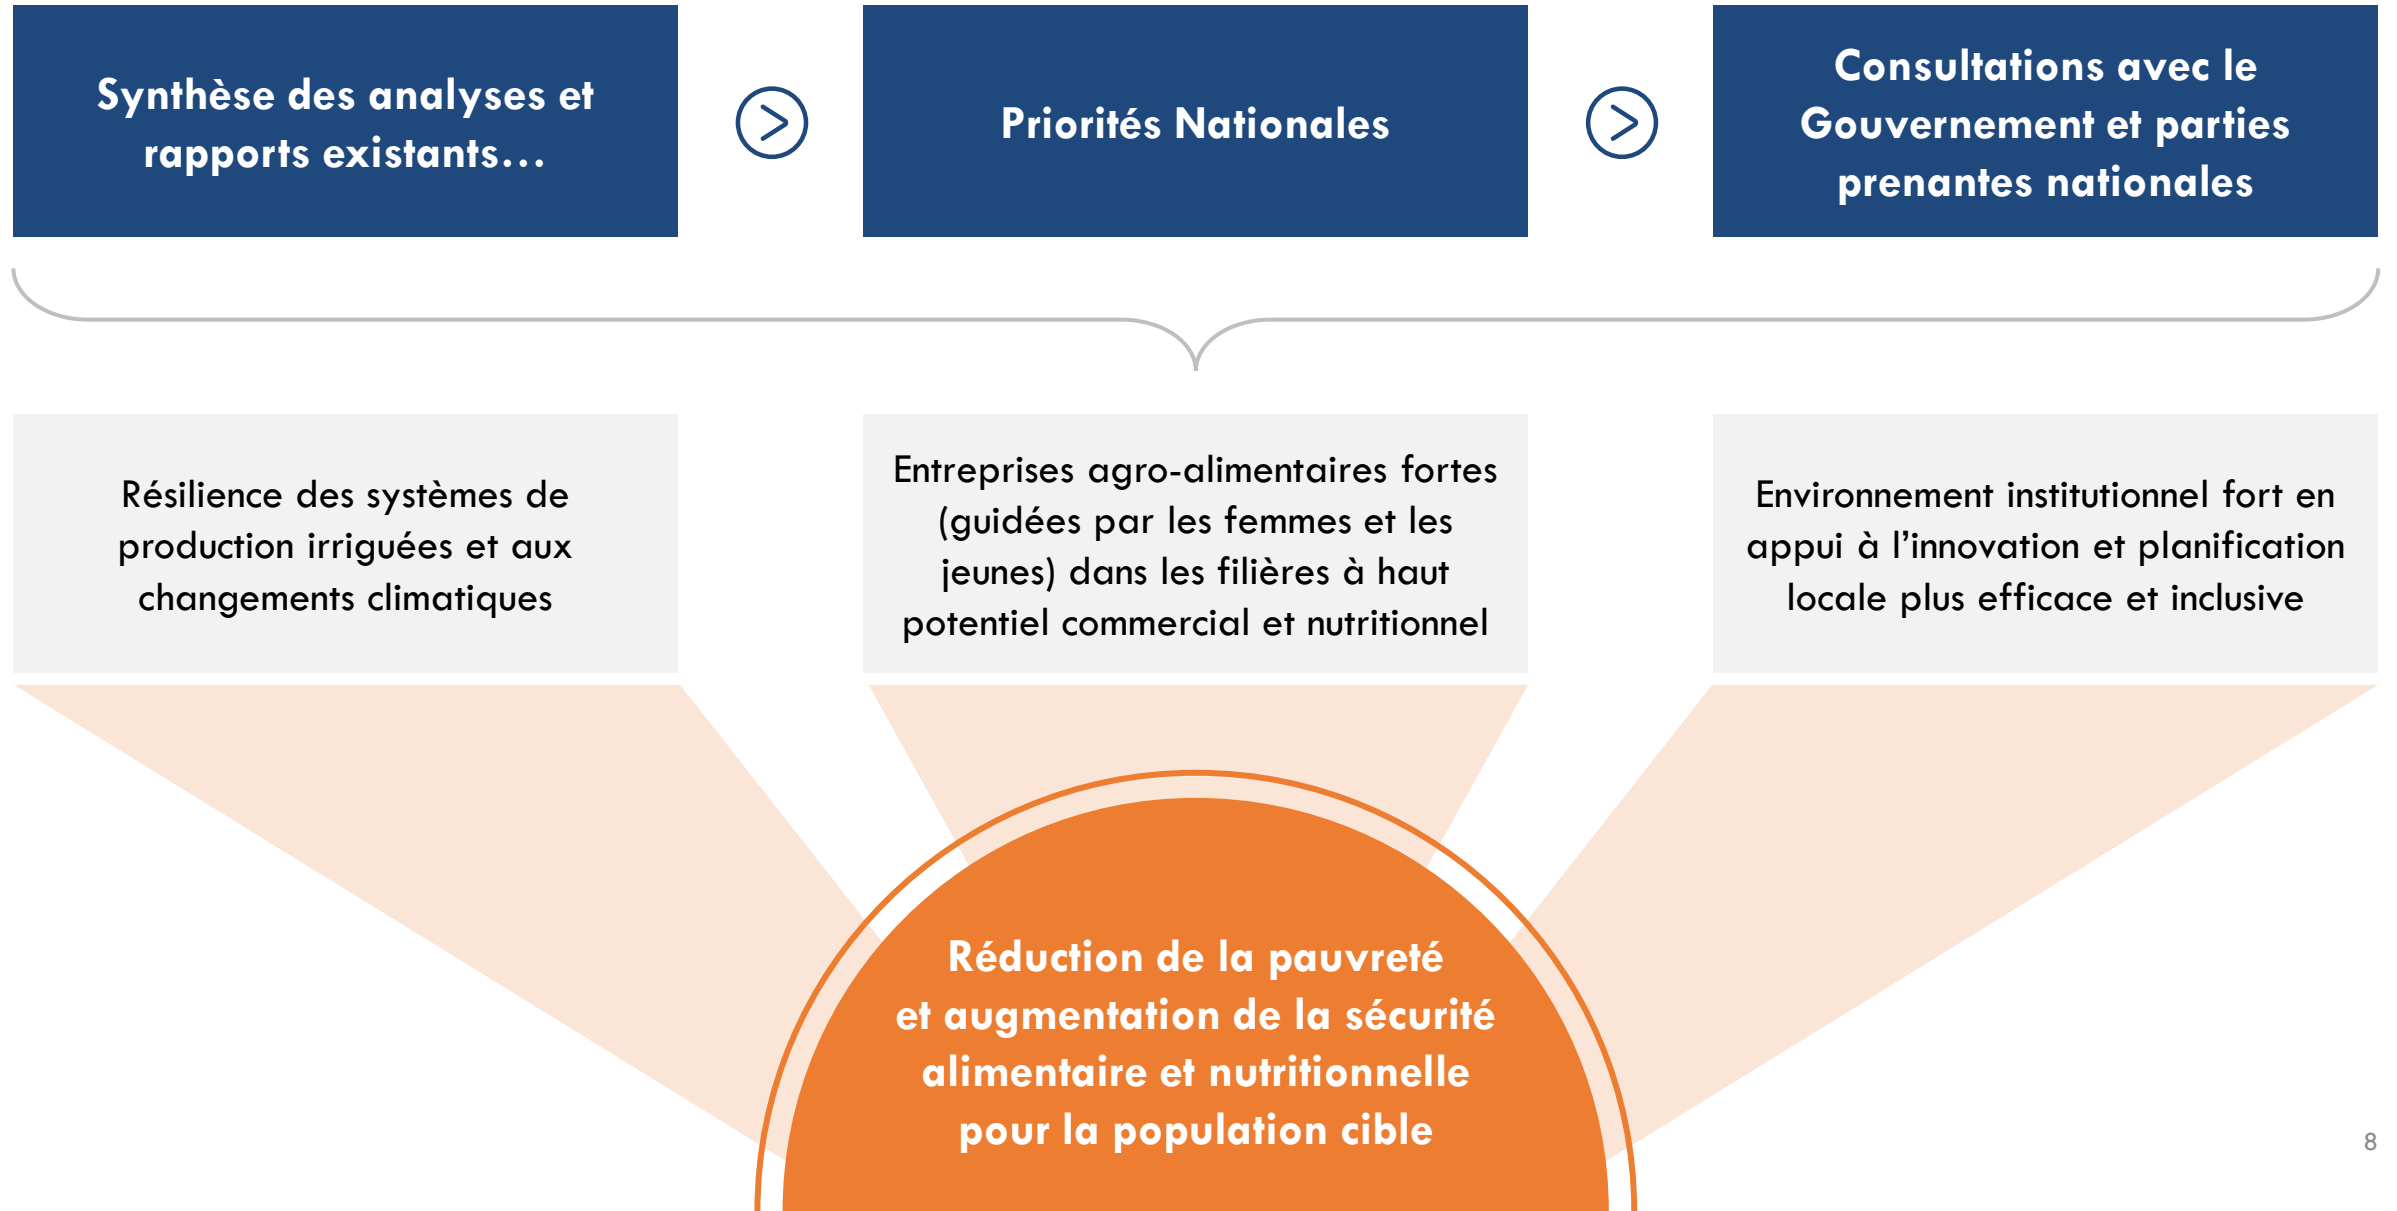 Synthèse des analyses et
rapports existants…
Priorités Nationales
Consultations avec le
Gouvernement et parties
prenantes nationales
Résilience des systèmes de
production irriguées et aux
changements climatiques
Entreprises agro-alimentaires fortes
(guidées par les femmes et les
jeunes) dans les filières à haut
potentiel commercial et nutritionnel
Environnement institutionnel fort en
appui à l’innovation et planification
locale plus efficace et inclusive
Réduction de la pauvreté
et augmentation de la sécurité
alimentaire et nutritionnelle
pour la population cible
8